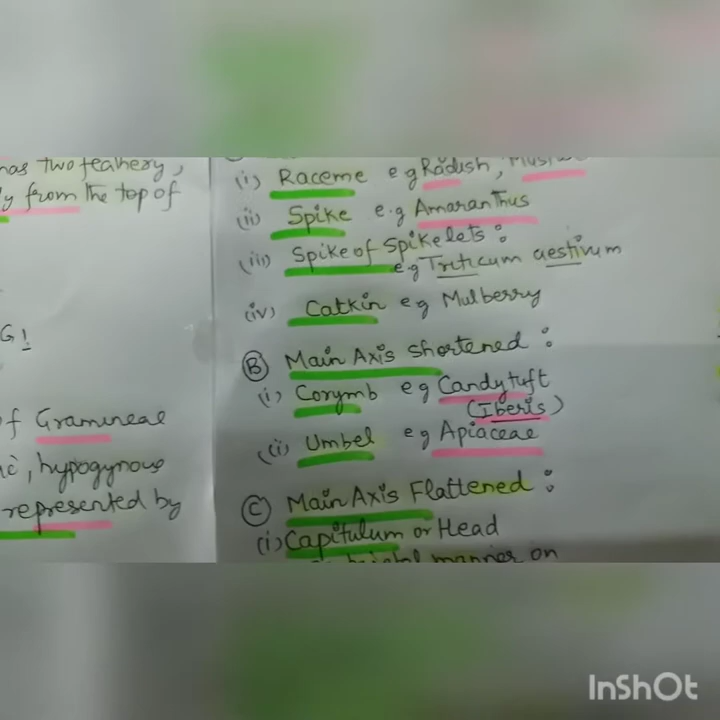 has two feathery,
y from the top of
G!
f Gramineae
ic, hypogynous
represented by
(i) Raceme e g Radish,
(ii) Spike e.g Amaranthus
(iii) Spike of Spikelets :
e g Triticum aestivum
(iv) Catkin e g Mulberry
(B) Main Axis shortened :
(i) Corymb e g Candytuft
(Iberis)
(ii) Umbel e g Apiaceae
(C) Main Axis Flattened :
(i) Capitulum or Head
manner on
InShOt